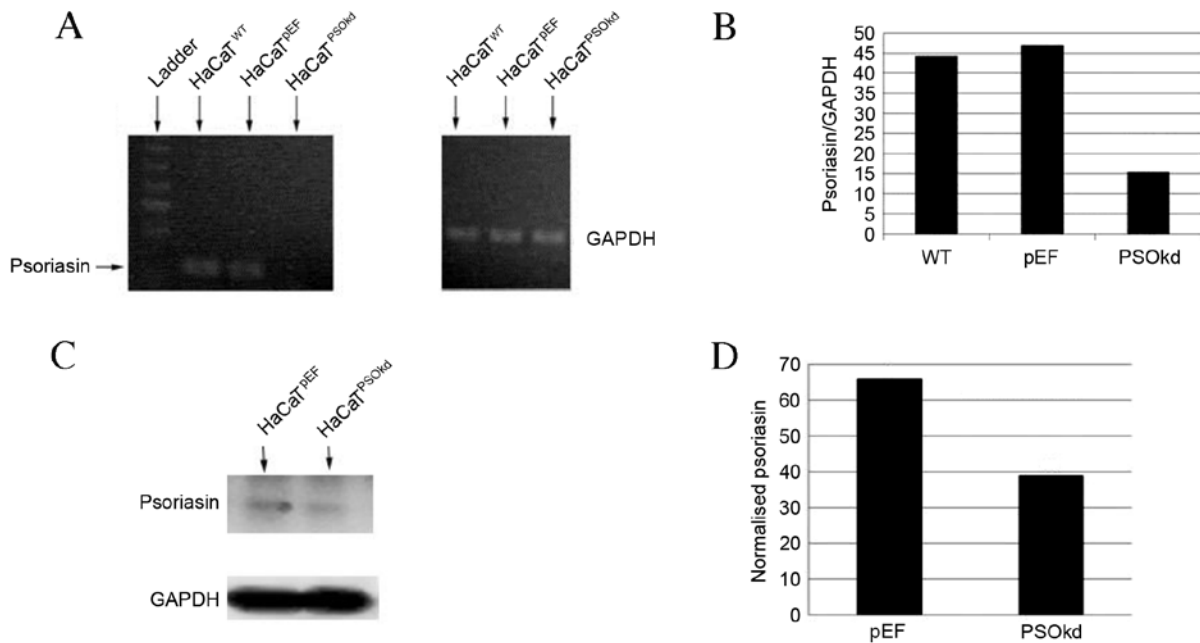 A
Ladder
HaCaT^WT
HaCaT^pEF
HaCaT^PSOkd
HaCaT^WT
HaCaT^pEF
HaCaT^PSOkd
Psoriasin
GAPDH
B
Psoriasin/GAPDH
50
45
40
35
30
25
20
15
10
5
0
WT pEF PSOkd
C
HaCaT^pEF
HaCaT^PSOkd
Psoriasin
GAPDH
D
Normalised psoriasin
70
60
50
40
30
20
10
0
pEF PSOkd